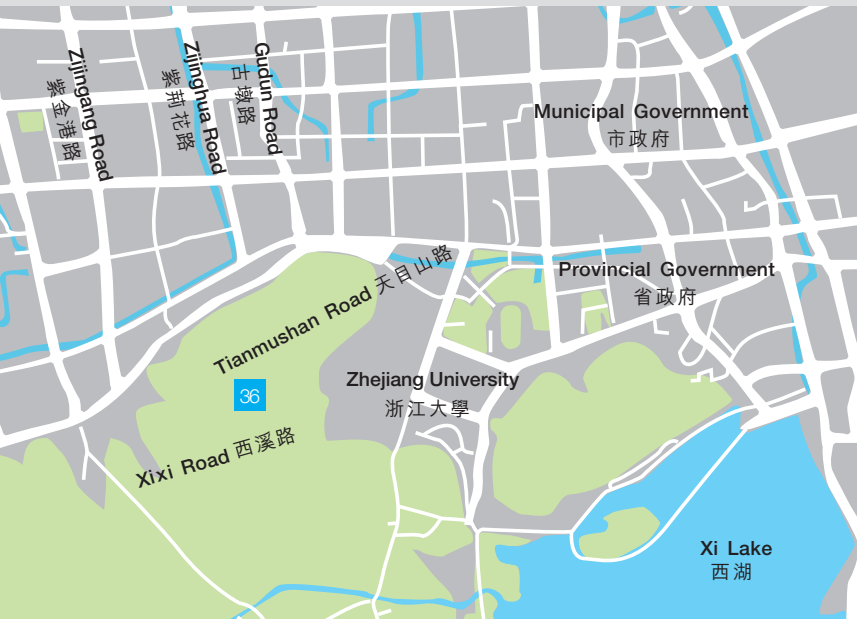 Zijingang Road
紫金港路
Zijinghua Road
紫荆花路
Gudun Road
古墩路
Municipal Government
市政府
Provincial Government
省政府
Tianmushan Road 天目山路
Zhejiang University
浙江大學
36
Xixi Road 西溪路
Xi Lake
西湖